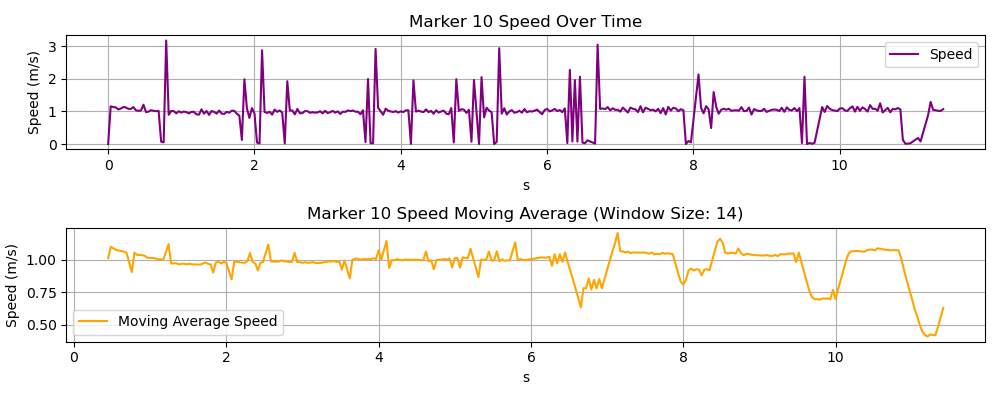 Marker 10 Speed Over Time
Speed (m/s)
3
2
1
0
Speed
0 2 4 6 8 10
s
Marker 10 Speed Moving Average (Window Size: 14)
Speed (m/s)
1.00
0.75
0.50
Moving Average Speed
0 2 4 6 8 10
s